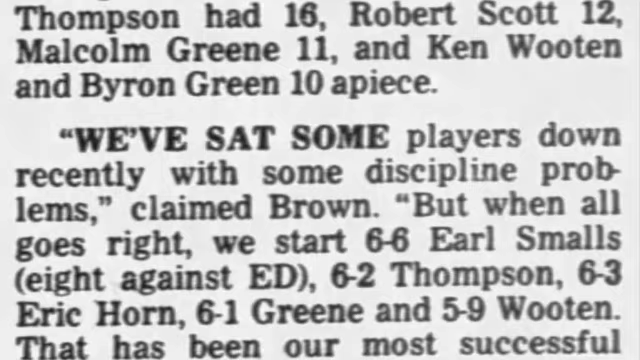 Thompson had 16, Robert Scott 12,
Malcolm Greene 11, and Ken Wooten
and Byron Green 10 apiece.
"WE'VE SAT SOME players down
recently with some discipline prob-
lems," claimed Brown. "But when all
goes right, we start 6-6 Earl Smalls
(eight against ED), 6-2 Thompson, 6-3
Eric Horn, 6-1 Greene and 5-9 Wooten.
That has been our most successful